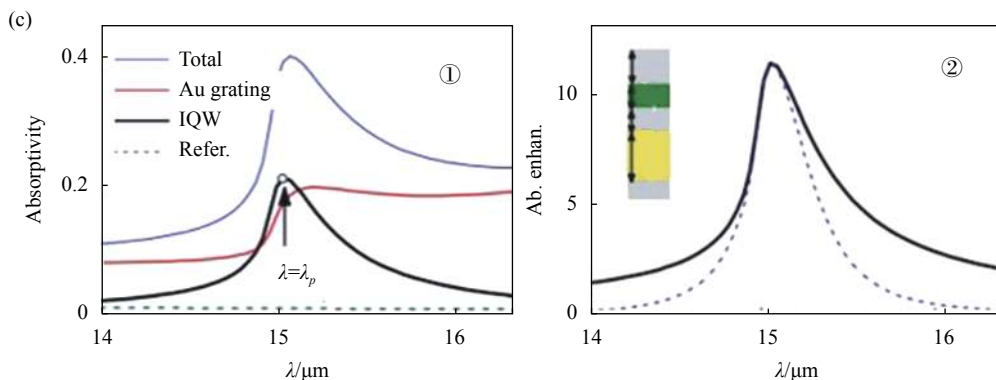 (c)
0.4
0.2
0
Absorptivity
Total
Au grating
IQW
Refer.
①
λ=λp
14
15
16
λ/μm
10
5
0
Ab. enhan.
②
14
15
16
λ/μm